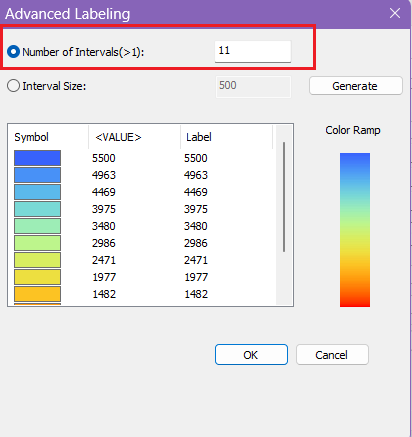 Advanced Labeling
Number of Intervals(>1): 11
Interval Size: 500 Generate
Symbol <VALUE> Label Color Ramp
5500 5500
4963 4963
4469 4469
3975 3975
3480 3480
2986 2986
2471 2471
1977 1977
1482 1482
OK Cancel